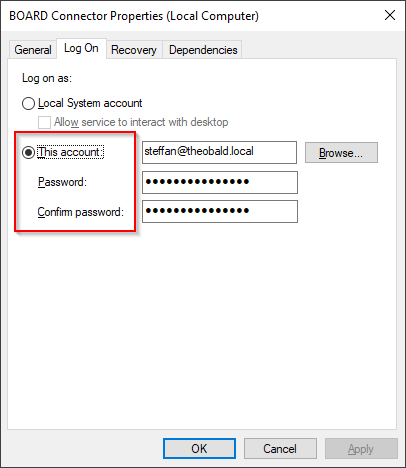 BOARD Connector Properties (Local Computer)
General Log On Recovery Dependencies
Log on as:
Local System account
Allow service to interact with desktop
This account: steffan@theobald.local Browse...
Password: •••••••••••••••
Confirm password: •••••••••••••••
OK Cancel Apply